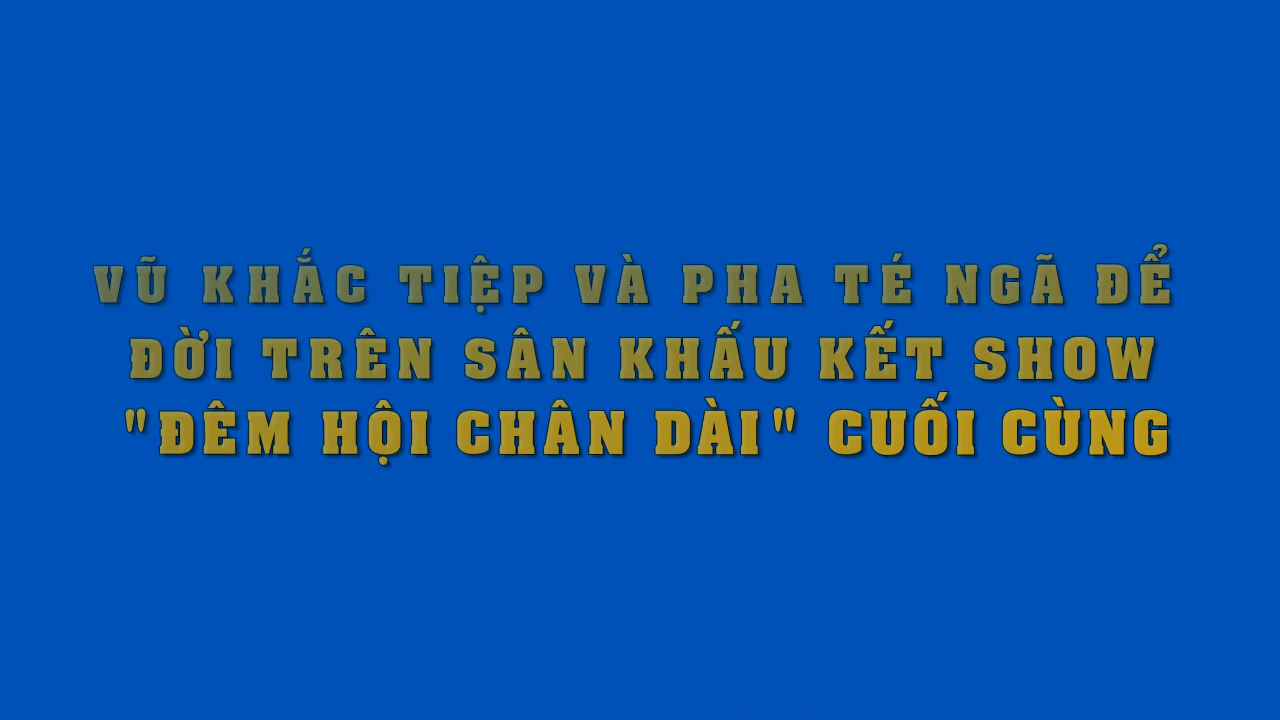 VŨ KHẮC TIỆP VÀ PHA TÉ NGÃ ĐỂ
ĐỜI TRÊN SÂN KHẤU KẾT SHOW
"ĐÊM HỘI CHÂN DÀI" CUỐI CÙNG